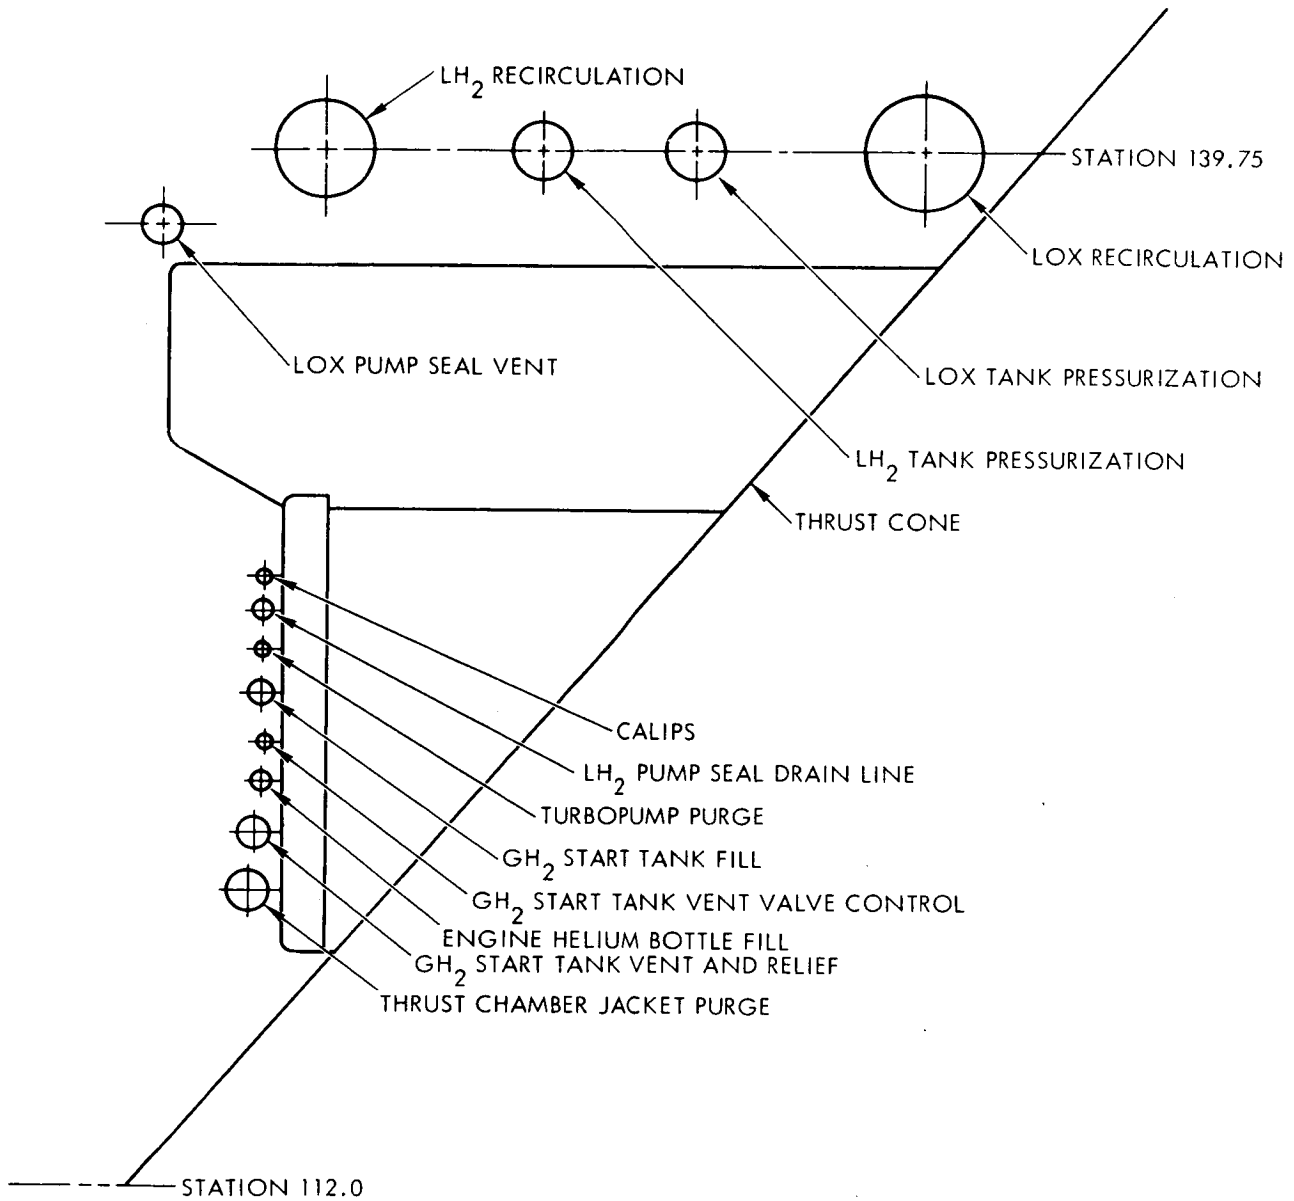 LH₂ RECIRCULATION
STATION 139.75
LOX RECIRCULATION
LOX PUMP SEAL VENT
LOX TANK PRESSURIZATION
LH₂ TANK PRESSURIZATION
THRUST CONE
CALIPS
LH₂ PUMP SEAL DRAIN LINE
TURBOPUMP PURGE
GH₂ START TANK FILL
GH₂ START TANK VENT VALVE CONTROL
ENGINE HELIUM BOTTLE FILL
GH₂ START TANK VENT AND RELIEF
THRUST CHAMBER JACKET PURGE
STATION 112.0